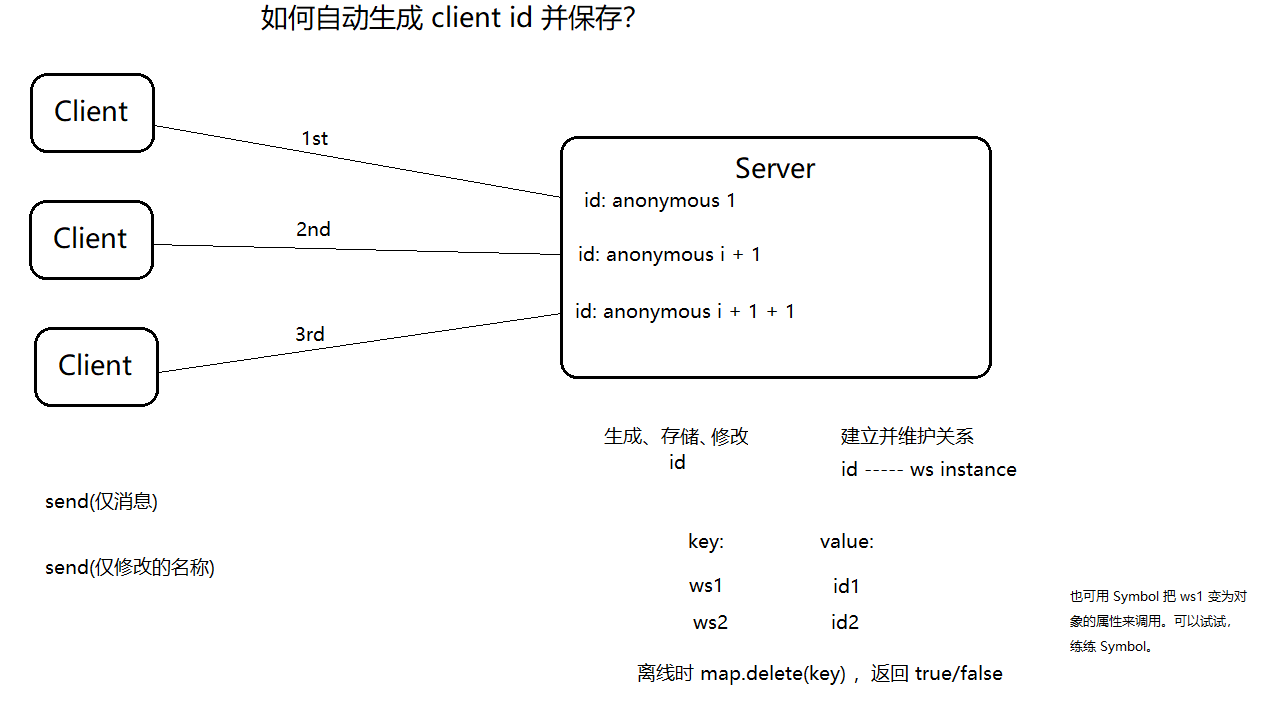 如何自动生成 client id 并保存？
Client
1st
Client
2nd
Client
3rd
Server
id: anonymous 1
id: anonymous i + 1
id: anonymous i + 1 + 1
生成、存储、修改
id
建立并维护关系
id ----- ws instance
send(仅消息)
send(仅修改的名称)
key:
value:
ws1
id1
ws2
id2
离线时 map.delete(key) ，返回 true/false
也可用 Symbol 把 ws1 变为对
象的属性来调用。可以试试，
练练 Symbol。